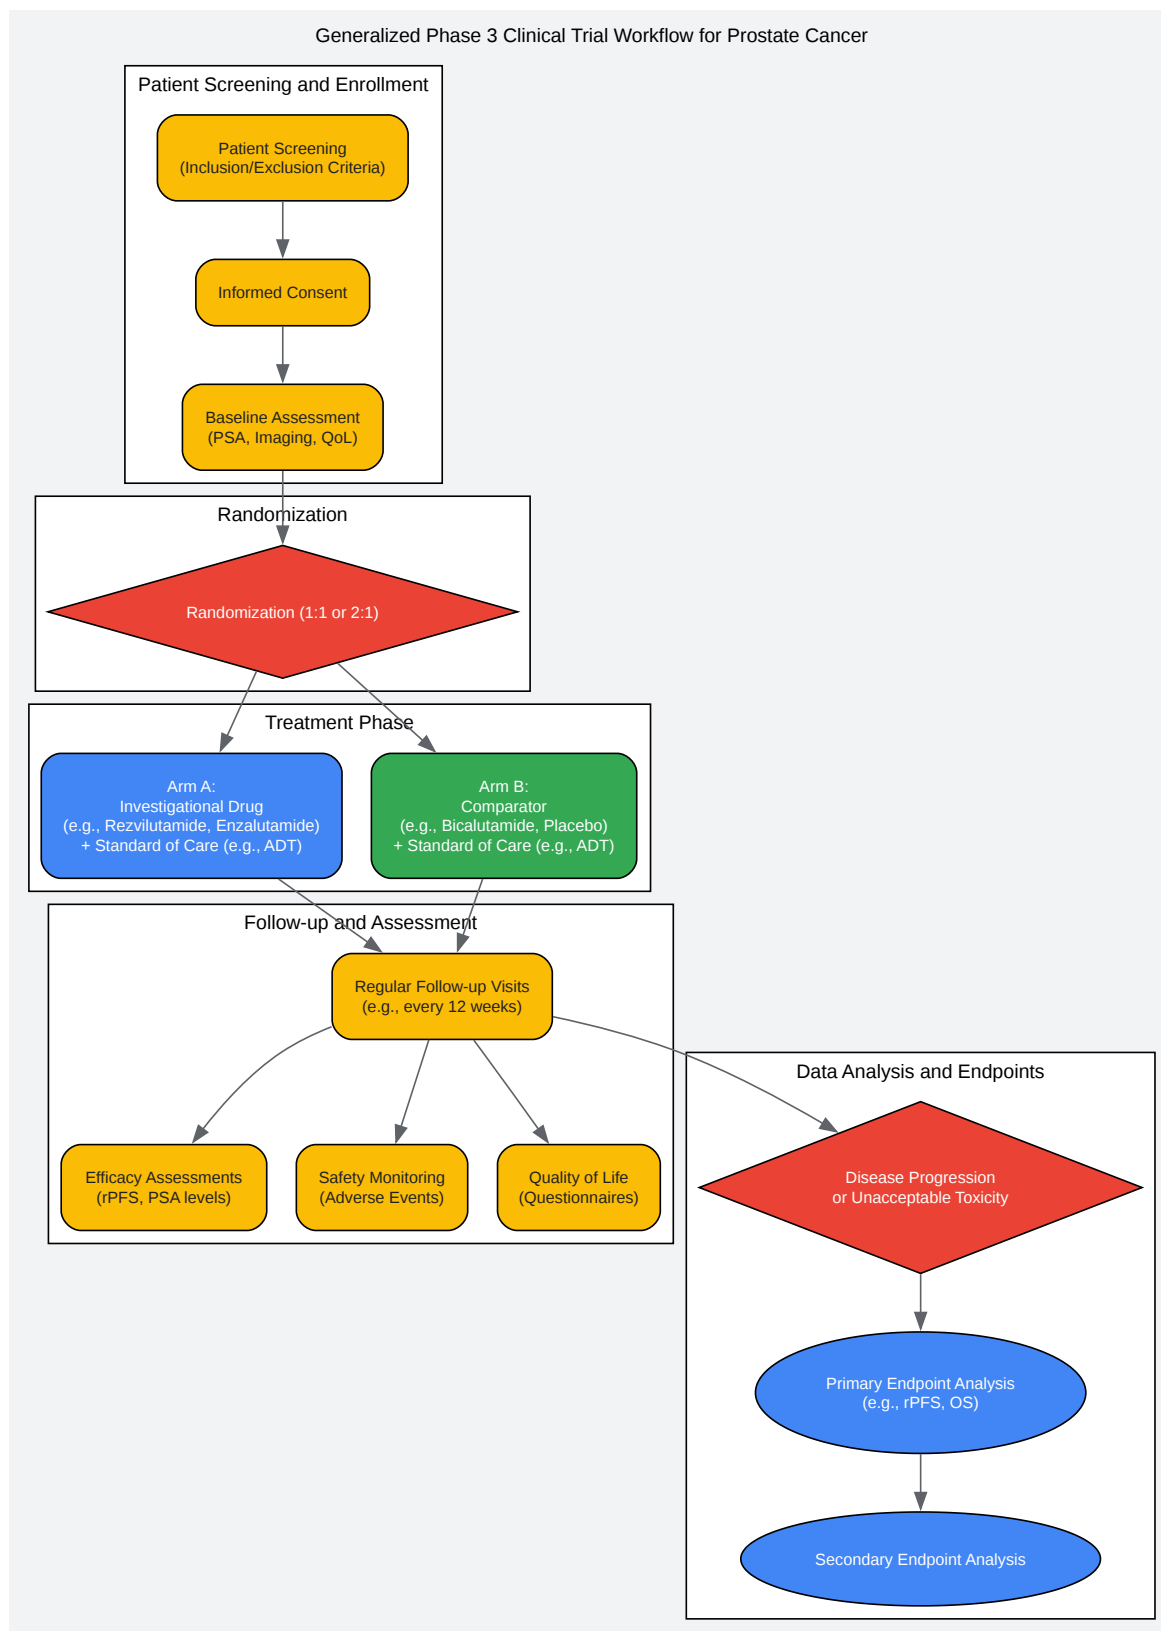 Generalized Phase 3 Clinical Trial Workflow for Prostate Cancer
Patient Screening and Enrollment
Patient Screening
(Inclusion/Exclusion Criteria)
Informed Consent
Baseline Assessment
(PSA, Imaging, QoL)
Randomization
Randomization (1:1 or 2:1)
Treatment Phase
Arm A:
Investigational Drug
(e.g., Rezvilutamide, Enzalutamide)
+ Standard of Care (e.g., ADT)
Arm B:
Comparator
(e.g., Bicalutamide, Placebo)
+ Standard of Care (e.g., ADT)
Follow-up and Assessment
Regular Follow-up Visits
(e.g., every 12 weeks)
Efficacy Assessments
(rPFS, PSA levels)
Safety Monitoring
(Adverse Events)
Quality of Life
(Questionnaires)
Data Analysis and Endpoints
Disease Progression
or Unacceptable Toxicity
Primary Endpoint Analysis
(e.g., rPFS, OS)
Secondary Endpoint Analysis